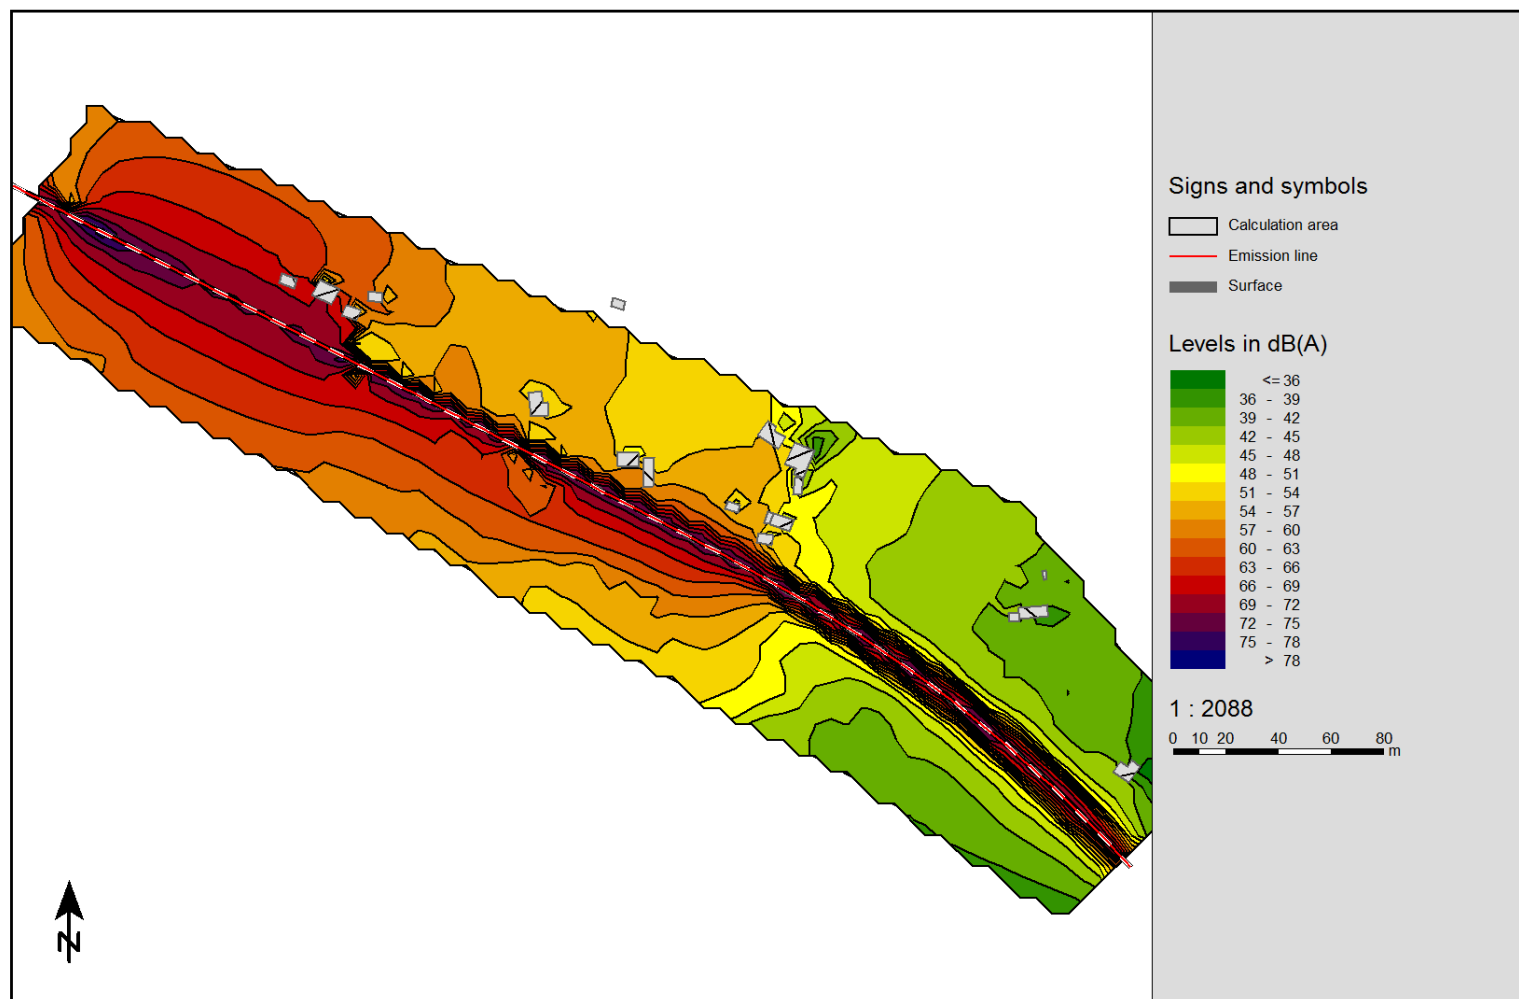 Signs and symbols
Calculation area
Emission line
Surface
Levels in dB(A)
<= 36
36 - 39
39 - 42
42 - 45
45 - 48
48 - 51
51 - 54
54 - 57
57 - 60
60 - 63
63 - 66
66 - 69
69 - 72
72 - 75
75 - 78
> 78
1 : 2088
0 10 20 40 60 80
m
N